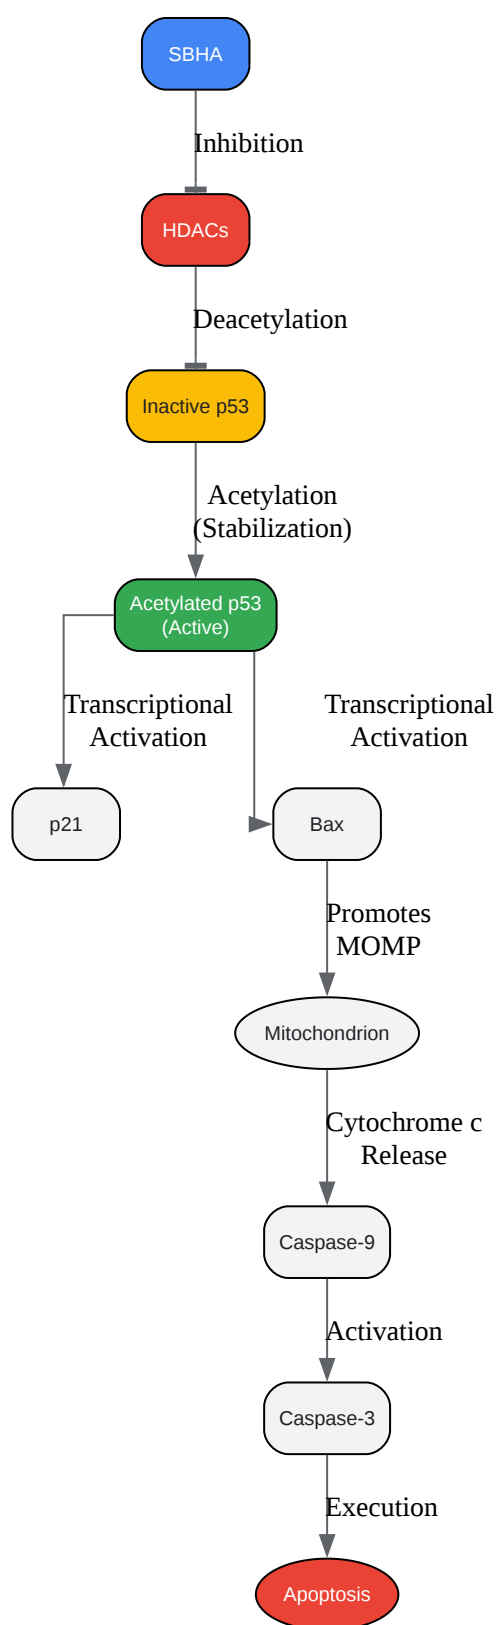 SBHA
Inhibition
HDACs
Deacetylation
Inactive p53
Acetylation
(Stabilization)
Acetylated p53
(Active)
Transcriptional
Activation
Transcriptional
Activation
p21
Bax
Promotes
MOMP
Mitochondrion
Cytochrome c
Release
Caspase-9
Activation
Caspase-3
Execution
Apoptosis